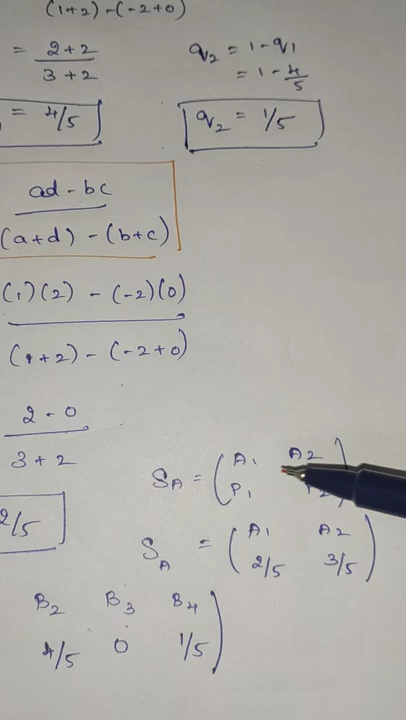 (1+2)-(-2+0)
= 2+2 / 3+2
q2 = 1-q1
= 1- 4/5
= 4/5
q2 = 1/5
ad-bc
(a+d) - (b+c)
(1)(2) - (-2)(0)
(1+2) - (-2+0)
2-0
3+2
2/5
SA = ( A1 A2
P1
SA = ( A1 A2 )
2/5 3/5
B2 B3 B4 )
4/5 0 1/5